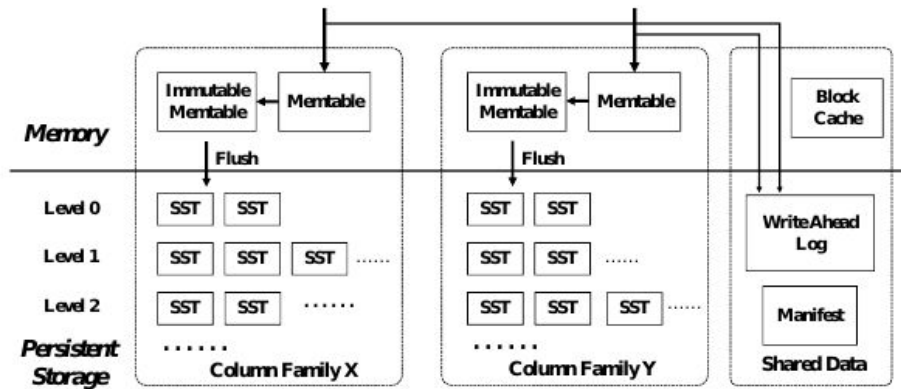 Immutable
Memtable
Memtable
Immutable
Memtable
Memtable
Block
Cache
Memory
Flush
Flush
Level 0
SST
SST
SST
SST
Write Ahead
Log
Level 1
SST
SST
SST
......
SST
SST
......
Level 2
SST
SST
......
SST
SST
SST
......
Manifest
Persistent
Storage
......
Column Family X
......
Column Family Y
Shared Data